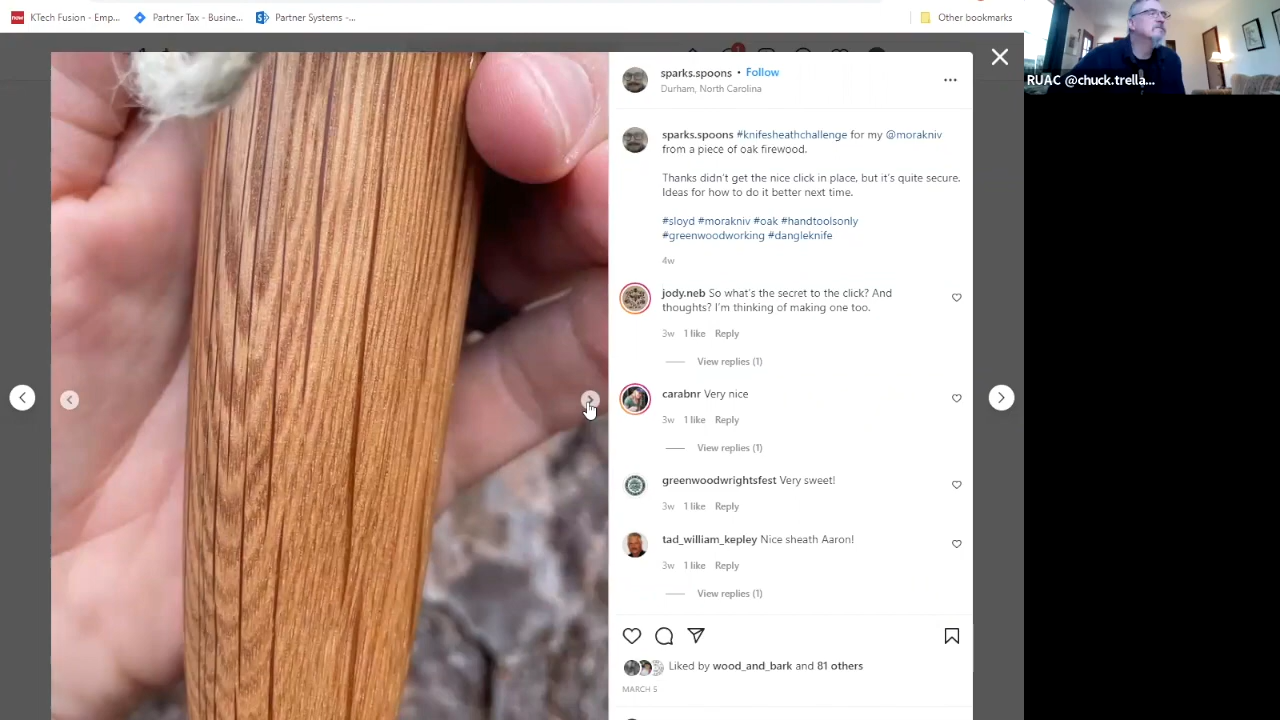 now KTech Fusion - Emp... Partner Tax - Busine... Partner Systems -... Other bookmarks
RUAC @chuck.trella...
sparks.spoons • Follow
Durham, North Carolina
sparks.spoons #knifesheathchallenge for my @morakniv
from a piece of oak firewood.
Thanks didn't get the nice click in place, but it's quite secure.
Ideas for how to do it better next time.
#sloyd #morakniv #oak #handtoolsonly
#greenwoodworking #dangleknife
4w
jody.neb So what's the secret to the click? And
thoughts? I'm thinking of making one too.
3w 1 like Reply
View replies (1)
carabnr Very nice
3w 1 like Reply
View replies (1)
greenwoodwrightsfest Very sweet!
3w 1 like Reply
tad_william_kepley Nice sheath Aaron!
3w 1 like Reply
View replies (1)
Liked by wood_and_bark and 81 others
MARCH 5